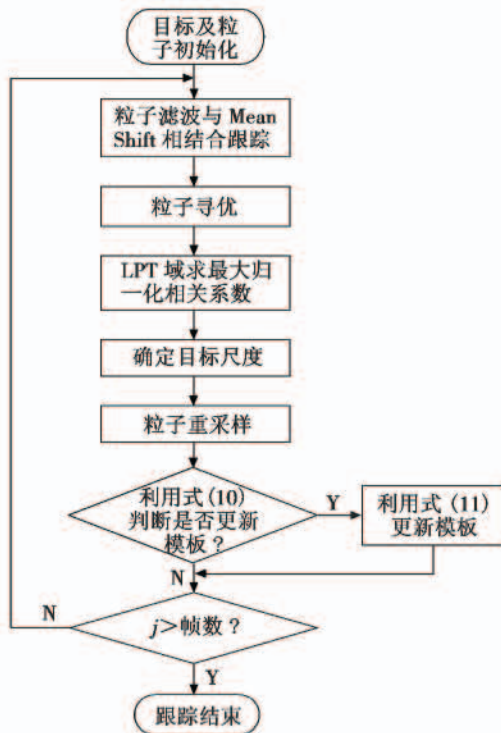 目标及粒
子初始化
粒子滤波与 Mean
Shift 相结合跟踪
粒子寻优
LPT 域求最大归
一化相关系数
确定目标尺度
粒子重采样
利用式(10)
判断是否更新
模板？
Y
利用式(11)
更新模板
N
N
j>帧数？
Y
跟踪结束